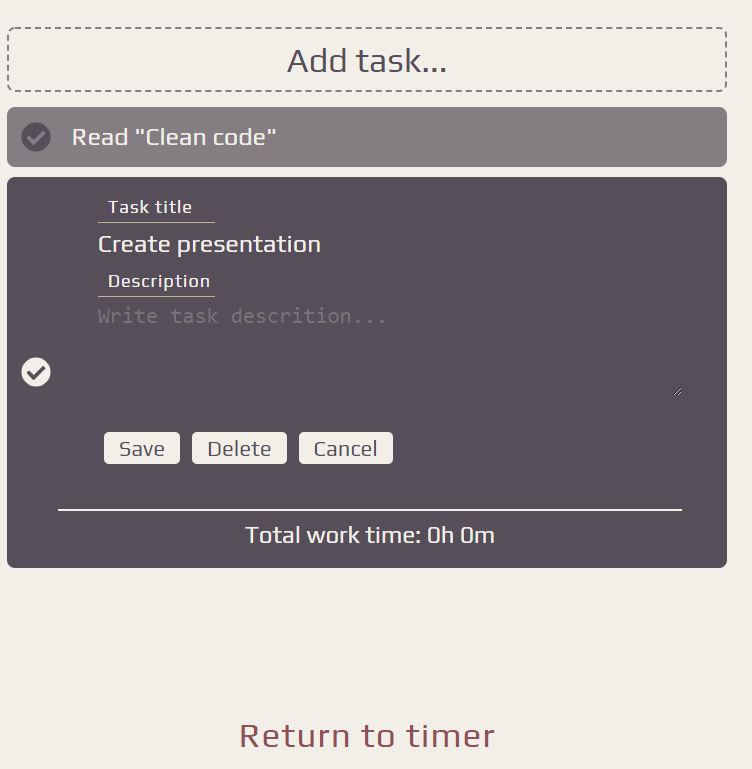 Add task...
Read "Clean code"
Task title
Create presentation
Description
Write task descrition...
Save Delete Cancel
Total work time: 0h 0m
Return to timer